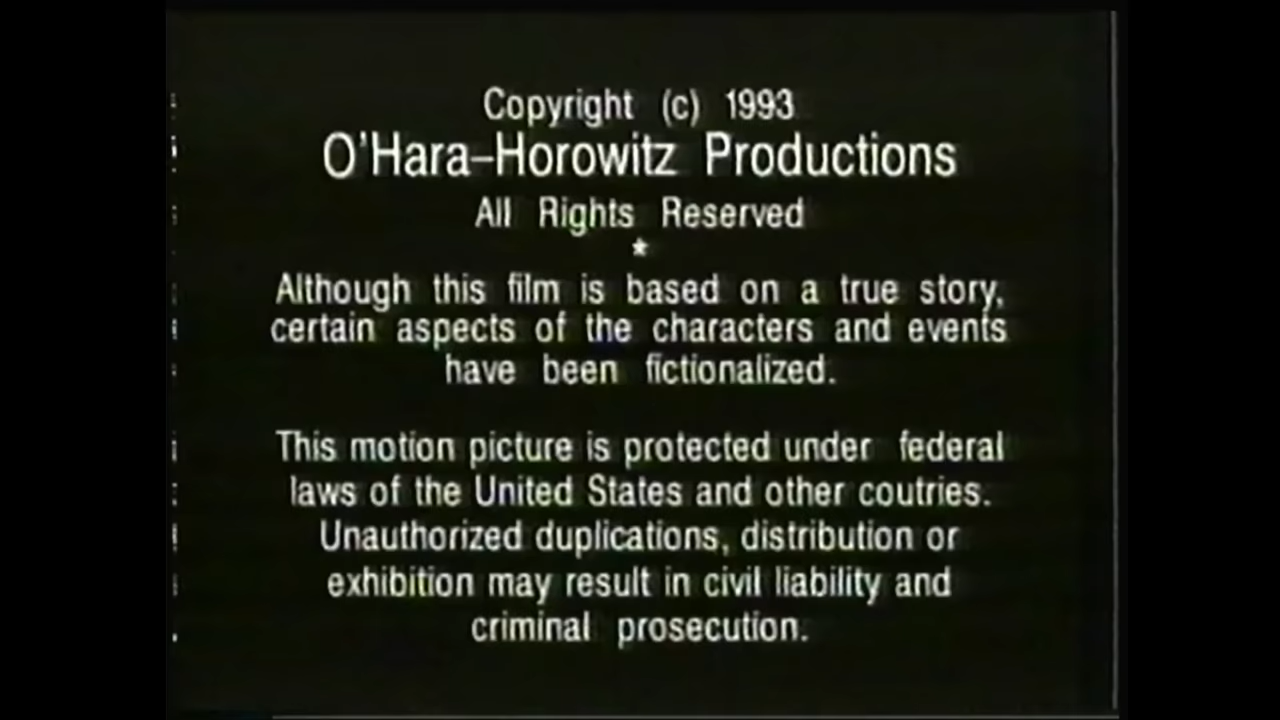 Copyright (c) 1993
O'Hara–Horowitz Productions
All Rights Reserved
*
Although this film is based on a true story,
certain aspects of the characters and events
have been fictionalized.
This motion picture is protected under federal
laws of the United States and other coutries.
Unauthorized duplications, distribution or
exhibition may result in civil liability and
criminal prosecution.